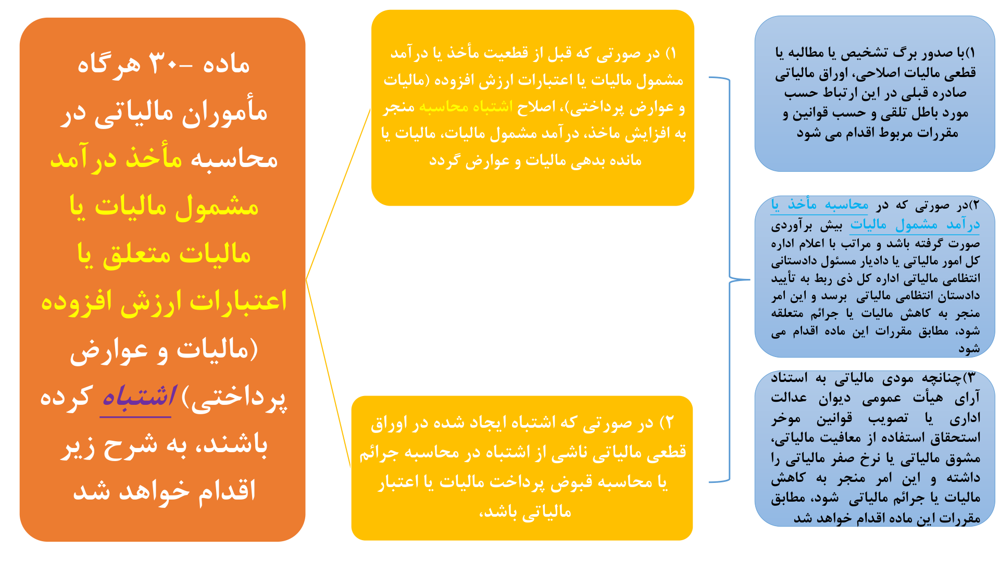 ماده -۳۰ هرگاه
مأموران مالیاتی در
محاسبه مأخذ درآمد
مشمول مالیات یا
مالیات متعلق یا
اعتبارات ارزش افزوده
(مالیات و عوارض
پرداختی) اشتباه کرده
باشند، به شرح زیر
اقدام خواهد شد
۱) در صورتی که قبل از قطعیت مأخذ یا درآمد
مشمول مالیات یا اعتبارات ارزش افزوده (مالیات
و عوارض پرداختی)، اصلاح اشتباه محاسبه منجر
به افزایش ماخذ، درآمد مشمول مالیات، مالیات یا
مانده بدهی مالیات و عوارض گردد
۲) در صورتی که اشتباه ایجاد شده در اوراق
قطعی مالیاتی ناشی از اشتباه در محاسبه جرائم
یا محاسبه قبوض پرداخت مالیات یا اعتبار
مالیاتی باشد،
۱)با صدور برگ تشخیص یا مطالبه یا
قطعی مالیات اصلاحی، اوراق مالیاتی
صادره قبلی در این ارتباط حسب
مورد باطل تلقی و حسب قوانین و
مقررات مربوط اقدام می شود
۲)در صورتی که در محاسبه مأخذ یا
درآمد مشمول مالیات بیش برآوردی
صورت گرفته باشد و مراتب با اعلام اداره
کل امور مالیاتی یا دادیار مسئول دادستانی
انتظامی مالیاتی اداره کل ذی ربط به تأیید
دادستان انتظامی مالیاتی برسد و این امر
منجر به کاهش مالیات یا جرائم متعلقه
شود، مطابق مقررات این ماده اقدام می
شود
۳)چنانچه مودی مالیاتی به استناد
آرای هیأت عمومی دیوان عدالت
اداری یا تصویب قوانین موخر
استحقاق استفاده از معافیت مالیاتی،
مشوق مالیاتی یا نرخ صفر مالیاتی را
داشته و این امر منجر به کاهش
مالیات یا جرائم مالیاتی شود، مطابق
مقررات این ماده اقدام خواهد شد